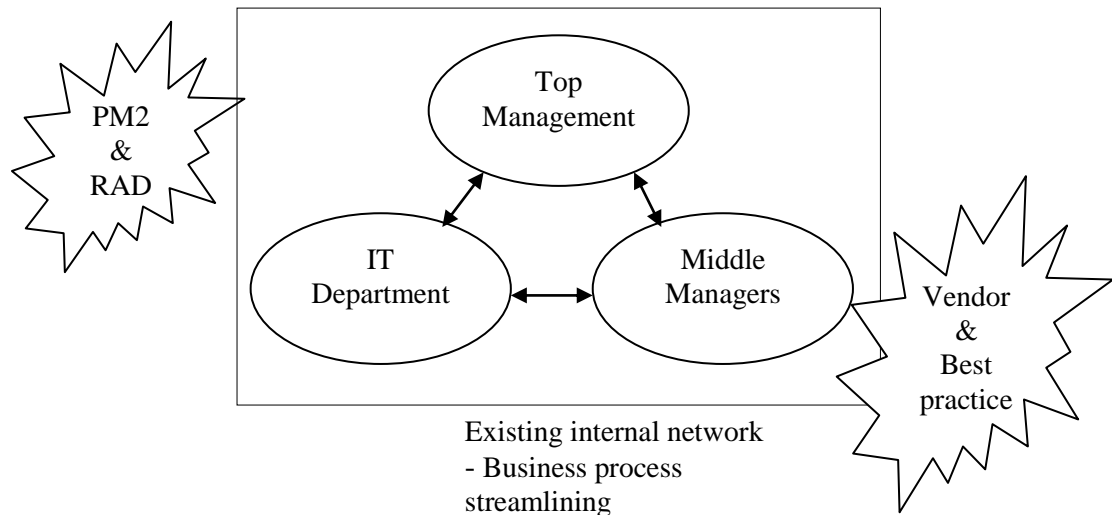 Top
Management
PM2
&
RAD
IT
Department
Middle
Managers
Vendor
&
Best
practice
Existing internal network
- Business process
streamlining